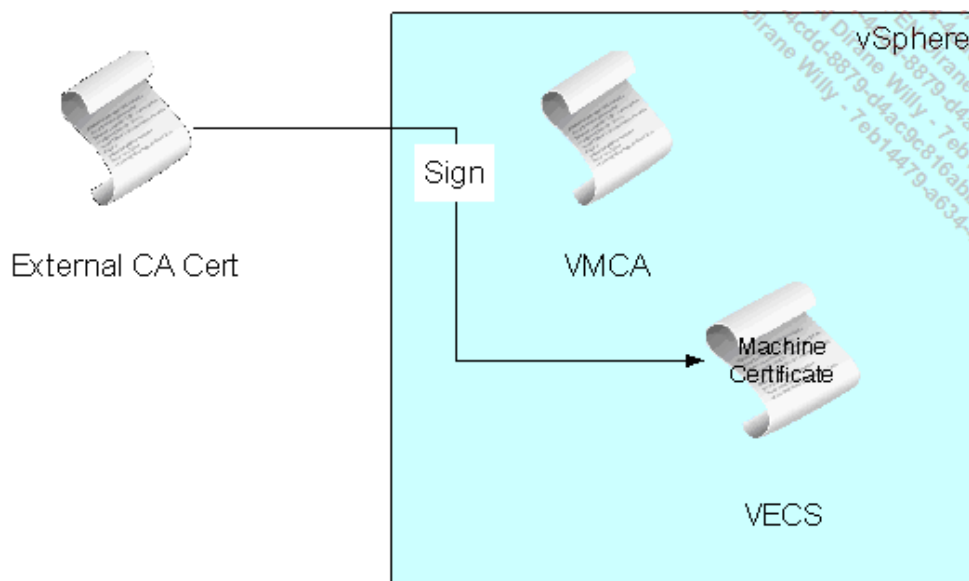 vSphere
Sign
External CA Cert
VMCA
Machine
Certificate
VECS